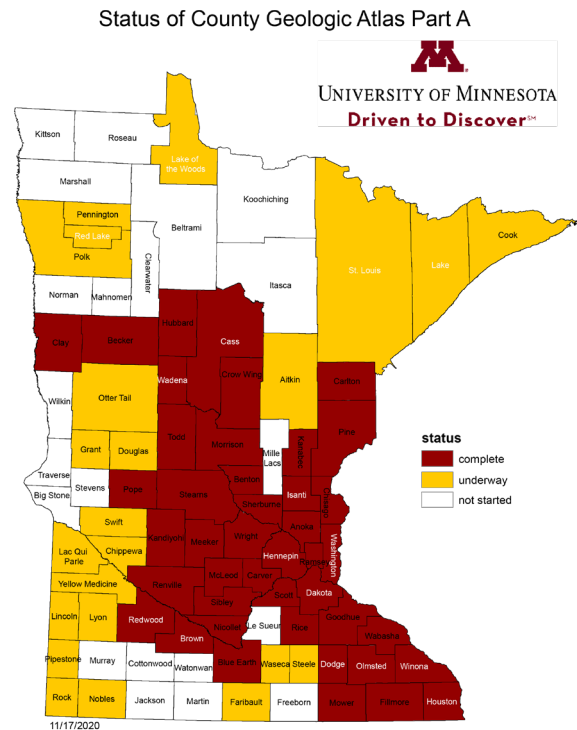 Status of County Geologic Atlas Part A
M
UNIVERSITY OF MINNESOTA
Driven to Discover℠
Kittson
Roseau
Lake of
the Woods
Marshall
Koochiching
Pennington
Beltrami
Cook
Red Lake
Polk
Clearwater
St. Louis
Lake
Itasca
Norman
Mahnomen
Hubbard
Clay
Becker
Cass
Wadena
Crow Wing
Aitkin
Carlton
Wilkin
Otter Tail
Pine
Todd
Morrison
Kanabec
Grant
Douglas
Mille
Lacs
status
complete
underway
not started
Traverse
Stevens
Pope
Stearns
Benton
Isanti
Chisago
Big Stone
Sherburne
Swift
Anoka
Kandiyohi
Meeker
Wright
Hennepin
Ramsey
Washington
Lac Qui
Parle
Chippewa
McLeod
Carver
Yellow Medicine
Renville
Scott
Dakota
Sibley
Lincoln
Lyon
Redwood
Nicollet
Le Sueur
Rice
Goodhue
Wabasha
Brown
Pipestone
Murray
Cottonwood
Watonwan
Blue Earth
Waseca
Steele
Dodge
Olmsted
Winona
Rock
Nobles
Jackson
Martin
Faribault
Freeborn
Mower
Fillmore
Houston
11/17/2020